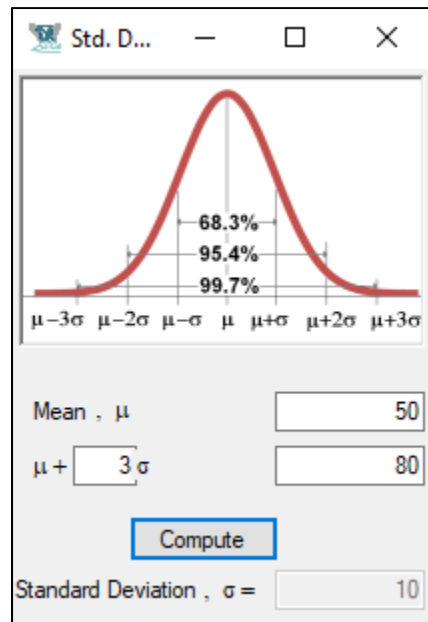 Std. D...
68.3%
95.4%
99.7%
μ−3σ μ−2σ μ−σ μ μ+σ μ+2σ μ+3σ
Mean , μ 50
μ + 3 σ 80
Compute
Standard Deviation , σ = 10